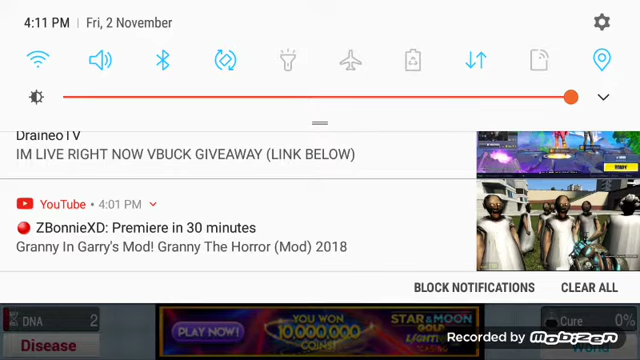 4:11 PM | Fri, 2 November
DraineoTV
IM LIVE RIGHT NOW VBUCK GIVEAWAY (LINK BELOW)
YouTube • 4:01 PM
🔴 ZBonnieXD: Premiere in 30 minutes
Granny In Garry's Mod! Granny The Horror (Mod) 2018
BLOCK NOTIFICATIONS
CLEAR ALL
DNA 2
PLAY NOW!
YOU WON
10,000,000
COINS!
STAR & MOON
GOLD
Cure 0%
Disease
World
Recorded by mobizen